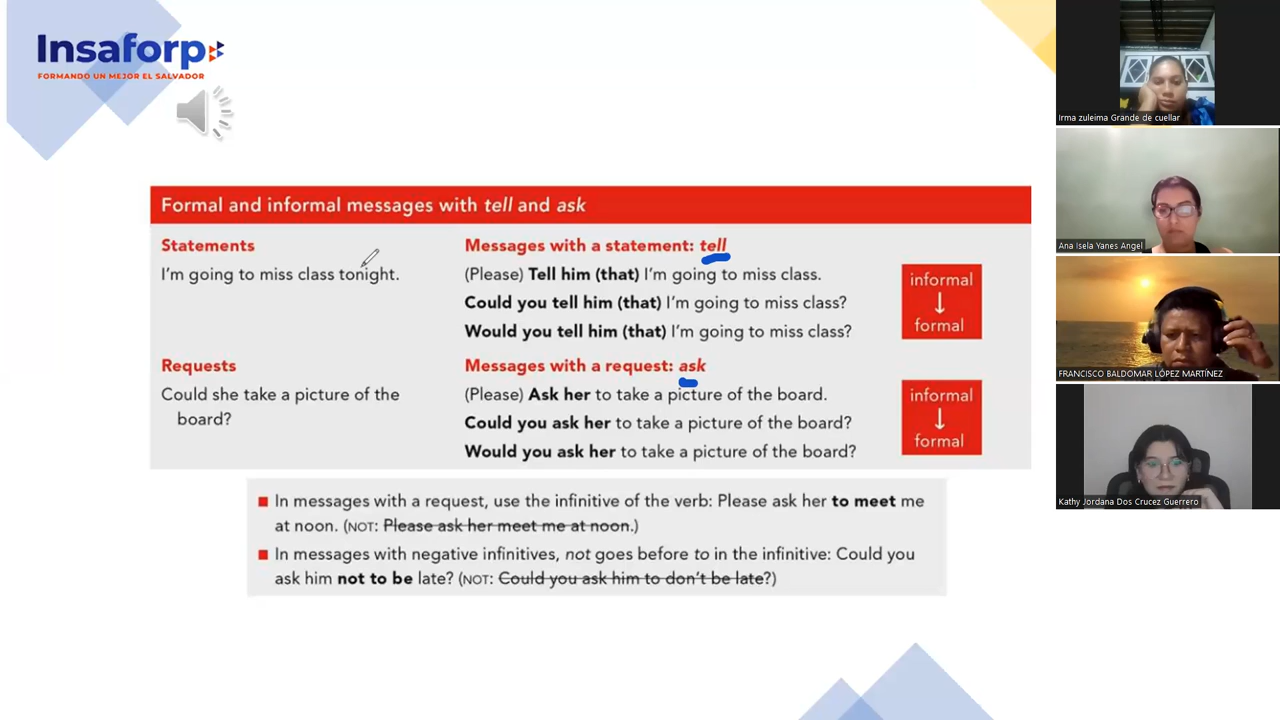 Insaforp
FORMANDO UN MEJOR EL SALVADOR
Formal and informal messages with tell and ask
Statements
I'm going to miss class tonight.
Messages with a statement: tell
(Please) Tell him (that) I'm going to miss class.
Could you tell him (that) I'm going to miss class?
Would you tell him (that) I'm going to miss class?
informal
↓
formal
Requests
Could she take a picture of the
board?
Messages with a request: ask
(Please) Ask her to take a picture of the board.
Could you ask her to take a picture of the board?
Would you ask her to take a picture of the board?
informal
↓
formal
In messages with a request, use the infinitive of the verb: Please ask her to meet me
at noon. (NOT: Please ask her meet me at noon.)
In messages with negative infinitives, not goes before to in the infinitive: Could you
ask him not to be late? (NOT: Could you ask him to don't be late?)
Irma zuleima Grande de cuellar
Ana Isela Yanes Angel
FRANCISCO BALDOMAR LÓPEZ MARTÍNEZ
Kathy Jordana Dos Crucez Guerrero